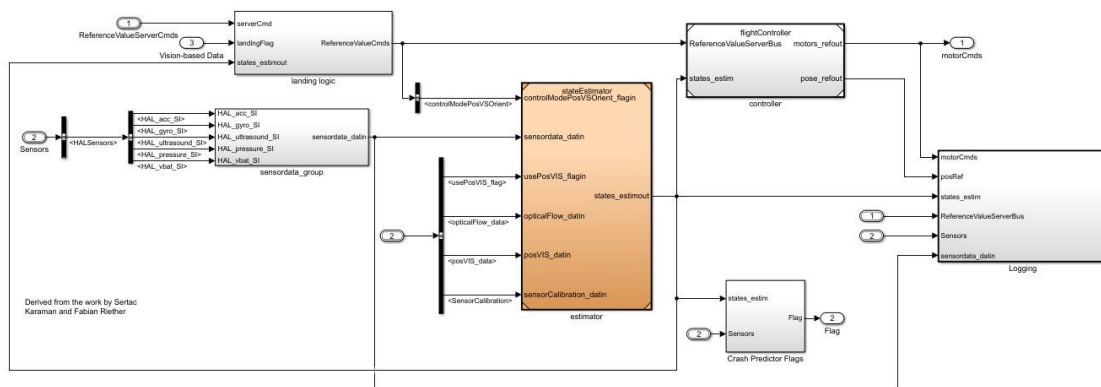 1
ReferenceValueServerCmds
3
Vision-based Data
serverCmd
landingFlag
states_estimout
ReferenceValueCmds
landing logic
<controlModePosVSOrient>
2
Sensors
<HALSensors>
<HAL_acc_SI>
<HAL_gyro_SI>
<HAL_ultrasound_SI>
<HAL_pressure_SI>
<HAL_vbat_SI>
HAL_acc_SI
HAL_gyro_SI
HAL_ultrasound_SI
HAL_pressure_SI
HAL_vbat_SI
sensordata_datin
sensordata_group
2
<usePosVIS_flag>
<opticalFlow_data>
<posVIS_data>
<SensorCalibration>
stateEstimator
controlModePosVSOrient_flagin
sensordata_datin
usePosVIS_flagin
opticalFlow_datin
posVIS_datin
sensorCalibration_datin
states_estimout
estimator
flightController
ReferenceValueServerBus
states_estim
motors_refout
pose_refout
controller
1
motorCmds
motorCmds
posRef
states_estim
1
ReferenceValueServerBus
2
Sensors
sensordata_datin
Logging
states_estim
2
Sensors
Flag
Crash Predictor Flags
2
Flag
Derived from the work by Sertac
Karaman and Fabian Riether